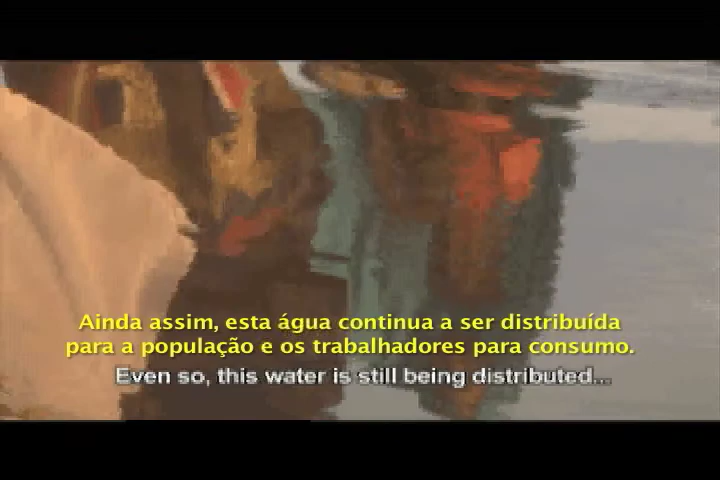 Ainda assim, esta água continua a ser distribuída
para a população e os trabalhadores para consumo.
Even so, this water is still being distributed...